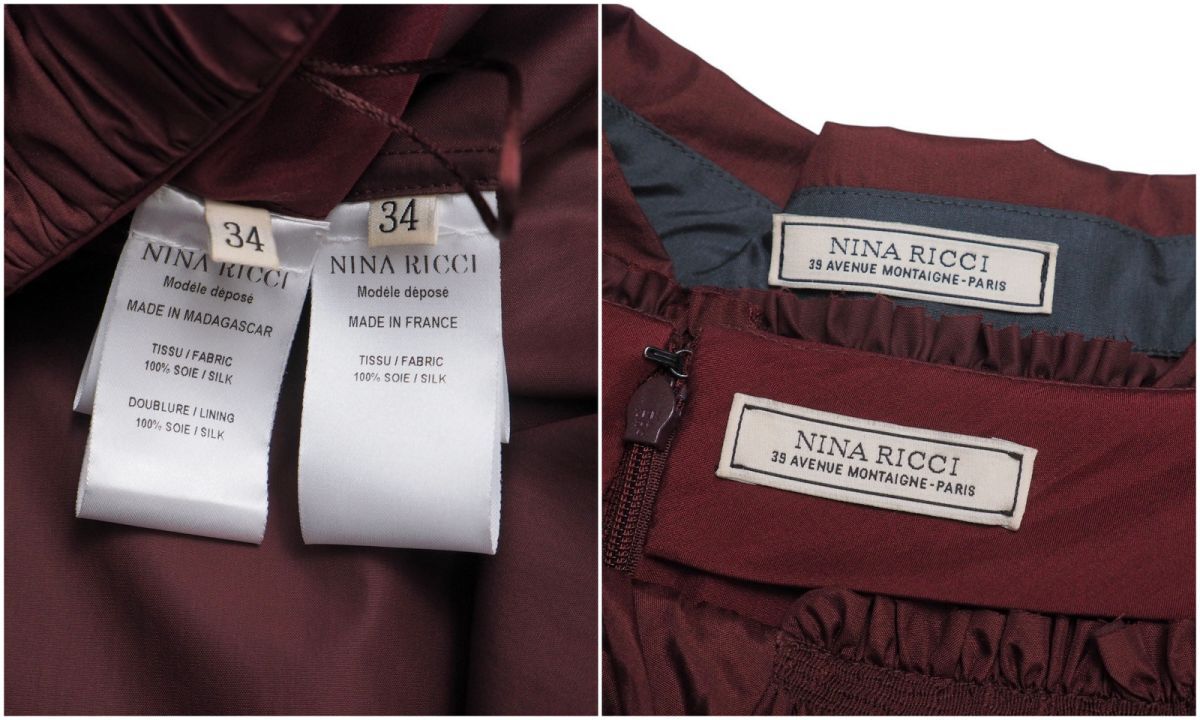 34
NINA RICCI
Modéle déposé
MADE IN MADAGASCAR
TISSU / FABRIC
100% SOIE / SILK
DOUBLURE / LINING
100% SOIE / SILK
34
NINA RICCI
Modéle déposé
MADE IN FRANCE
TISSU / FABRIC
100% SOIE / SILK
NINA RICCI
39 AVENUE MONTAIGNE-PARIS
NINA RICCI
39 AVENUE MONTAIGNE-PARIS